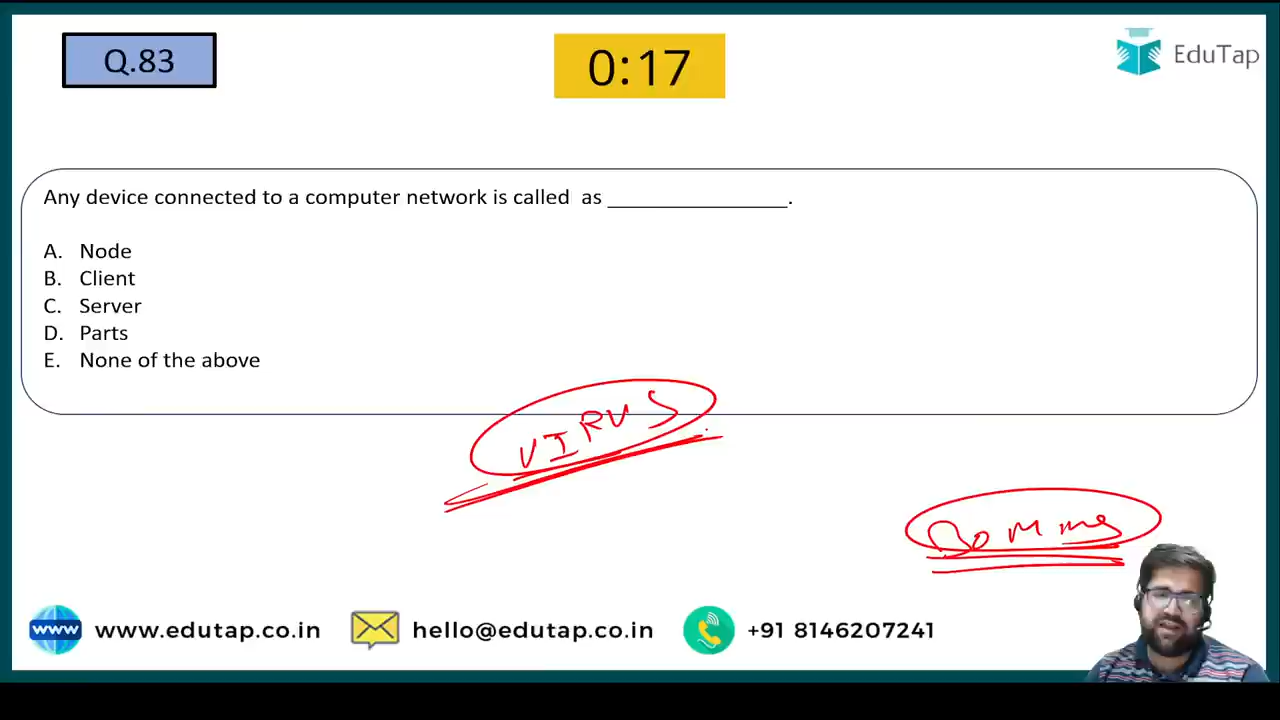 Q.83
0:17
EduTap
Any device connected to a computer network is called  as ________________.
A. Node
B. Client
C. Server
D. Parts
E. None of the above
VIRUS
www
www.edutap.co.in
hello@edutap.co.in
+91 8146207241